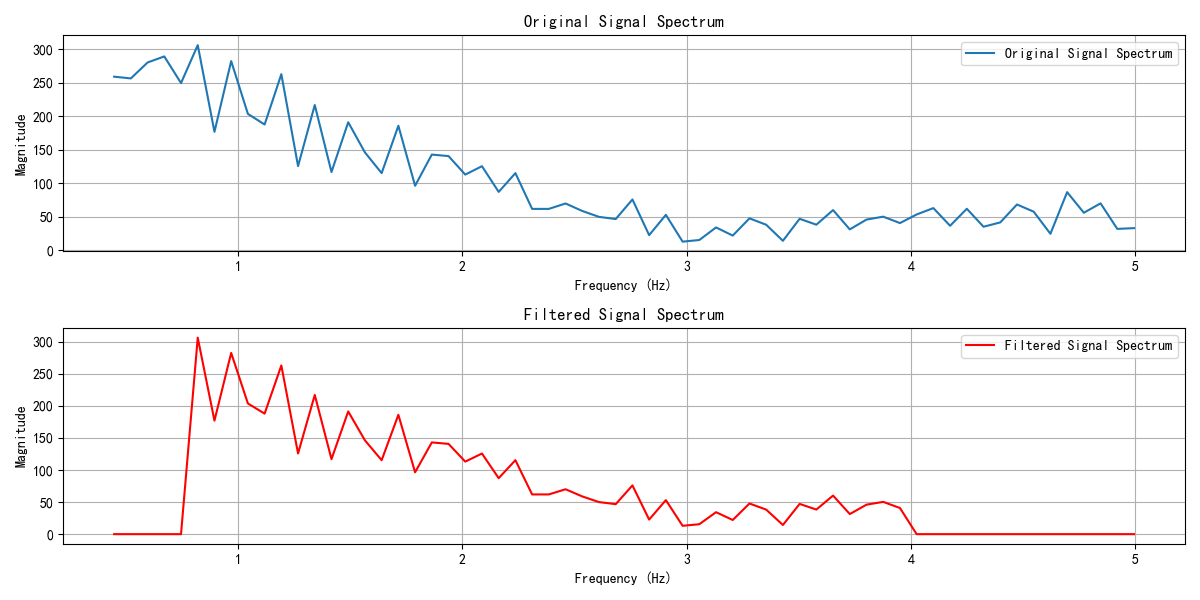 Original Signal Spectrum
Original Signal Spectrum
300
250
200
150
100
50
0
Magnitude
1 2 3 4 5
Frequency (Hz)
Filtered Signal Spectrum
Filtered Signal Spectrum
300
250
200
150
100
50
0
Magnitude
1 2 3 4 5
Frequency (Hz)